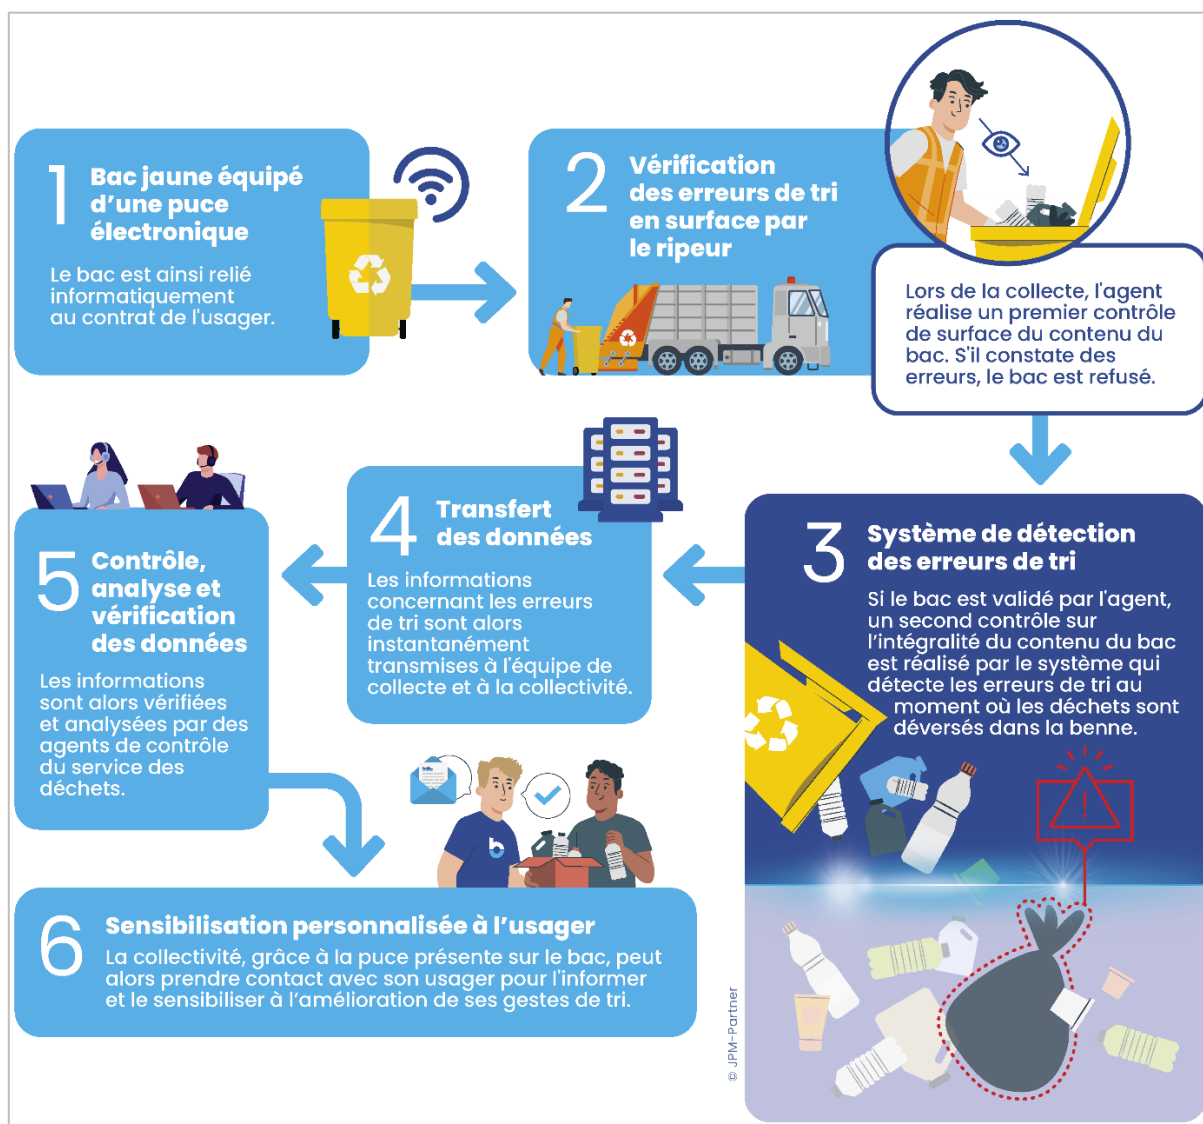 1
Bac jaune équipé
d'une puce
électronique
Le bac est ainsi relié
informatiquement
au contrat de l'usager.
2
Vérification
des erreurs de tri
en surface par
le ripeur
Lors de la collecte, l'agent
réalise un premier contrôle
de surface du contenu du
bac. S'il constate des
erreurs, le bac est refusé.
3
Système de détection
des erreurs de tri
Si le bac est validé par l'agent,
un second contrôle sur
l'intégralité du contenu du bac
est réalisé par le système qui
détecte les erreurs de tri au
moment où les déchets sont
déversés dans la benne.
4
Transfert
des données
Les informations
concernant les erreurs
de tri sont alors
instantanément
transmises à l'équipe de
collecte et à la collectivité.
5
Contrôle,
analyse et
vérification
des données
Les informations
sont alors vérifiées
et analysées par des
agents de contrôle
du service des
déchets.
6
Sensibilisation personnalisée à l'usager
La collectivité, grâce à la puce présente sur le bac, peut
alors prendre contact avec son usager pour l'informer
et le sensibiliser à l'amélioration de ses gestes de tri.
b
!
© JPM-Partner